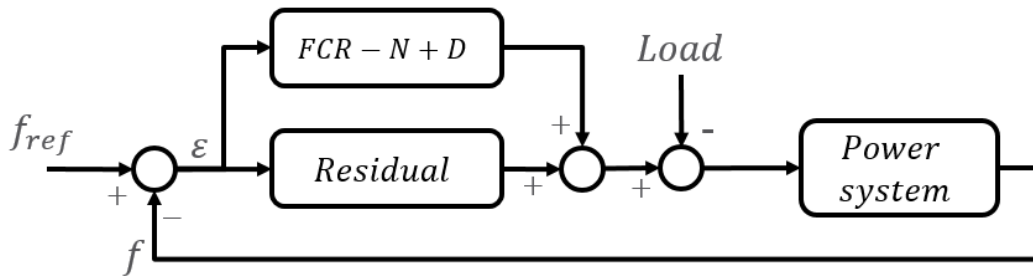 FCR − N + D
Load
+
-
f_ref
ε
Residual
Power
system
+
+
+
−
f